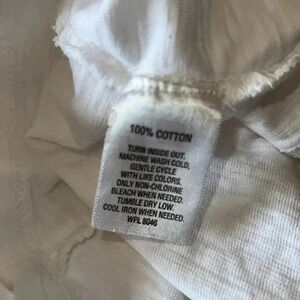 100% COTTON
TURN INSIDE OUT.
MACHINE WASH COLD,
GENTLE CYCLE
WITH LIKE COLORS.
ONLY NON-CHLORINE
BLEACH WHEN NEEDED.
TUMBLE DRY LOW.
COOL IRON WHEN NEEDED.
WPL 8046